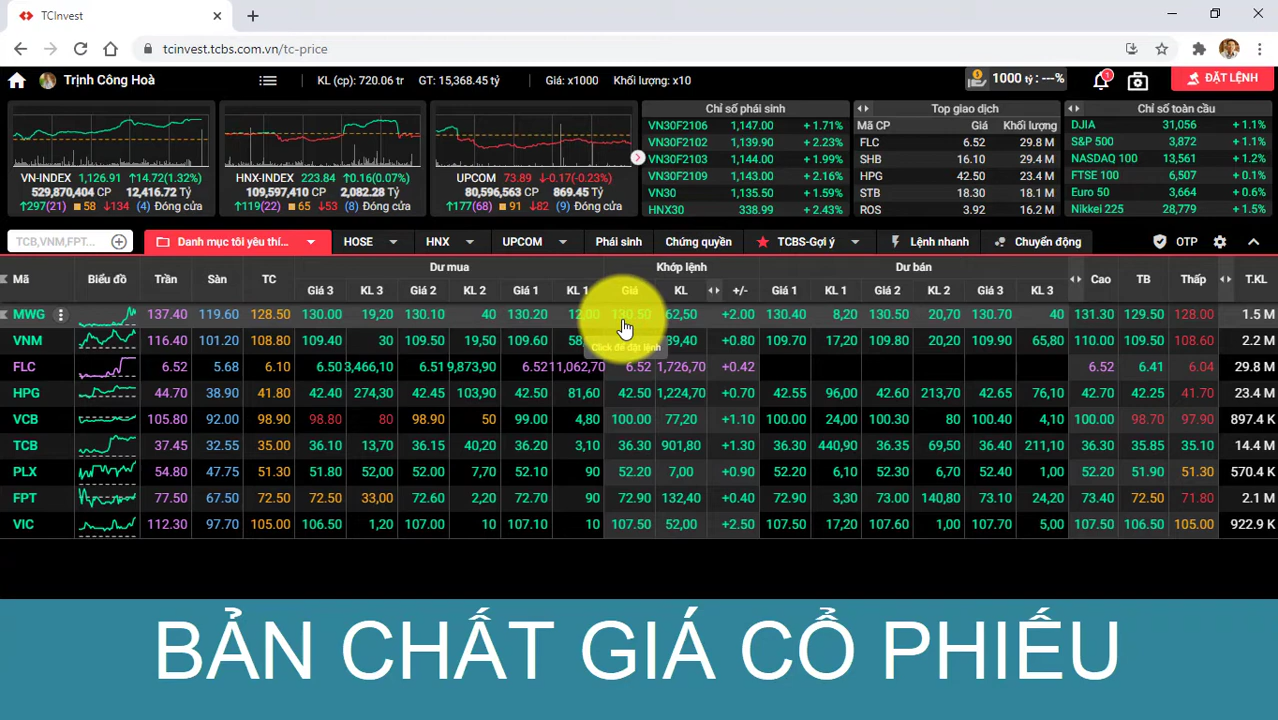 TCInvest
tcinvest.tcbs.com.vn/tc-price
Trịnh Công Hoà KL (cp): 720.06 tr GT: 15,368.45 tỷ Giá: x1000 Khối lượng: x10 1000 tỷ : ---% 1 ĐẶT LỆNH
VN-INDEX 1,126.91 ↑14.72(1.32%)
529,870,404 CP 12,416.72 Tỷ
↑297(21) 58 ↓134 (4) Đóng cửa
HNX-INDEX 223.84 ↑0.16(0.07%)
109,597,410 CP 2,082.28 Tỷ
↑119(22) 65 ↓53 (8) Đóng cửa
UPCOM 73.89 ↓-0.17(-0.23%)
80,596,563 CP 869.45 Tỷ
↑177(68) 91 ↓82 (9) Đóng cửa
Chỉ số phái sinh
VN30F2106 1,147.00 + 1.71%
VN30F2102 1,139.90 + 2.23%
VN30F2103 1,144.00 + 1.99%
VN30F2109 1,143.00 + 2.16%
VN30 1,135.50 + 1.59%
HNX30 338.99 + 2.43%
Top giao dịch
Mã CP Giá Khối lượng
FLC 6.52 29.8 M
SHB 16.10 29.4 M
HPG 42.50 23.4 M
STB 18.30 18.1 M
ROS 3.92 16.2 M
Chỉ số toàn cầu
DJIA 31,056 + 1.1%
S&P 500 3,872 + 1.1%
NASDAQ 100 13,561 + 1.2%
FTSE 100 6,507 + 0.1%
Euro 50 3,664 + 0.6%
Nikkei 225 28,779 + 1.5%
TCB,VNM,FPT... Danh mục tôi yêu thí... HOSE HNX UPCOM Phái sinh Chứng quyền TCBS-Gợi ý Lệnh nhanh Chuyển động OTP
Dư mua Khớp lệnh Dư bán
Mã Biểu đồ Trần Sàn TC Giá 3 KL 3 Giá 2 KL 2 Giá 1 KL 1 Giá KL +/- Giá 1 KL 1 Giá 2 KL 2 Giá 3 KL 3 Cao TB Thấp T.KL
MWG 137.40 119.60 128.50 130.00 19,20 130.10 40 130.20 12,00 130.50 62,50 +2.00 130.40 8,20 130.50 20,70 130.70 40 131.30 129.50 128.00 1.5 M
VNM 116.40 101.20 108.80 109.40 30 109.50 19,50 109.60 39,40 +0.80 109.70 17,20 109.80 20,20 109.90 65,80 110.00 109.50 108.60 2.2 M
Click để đặt lệnh
FLC 6.52 5.68 6.10 6.50 3,466,10 6.51 9,873,90 6.52 11,062,70 6.52 1,726,70 +0.42 6.52 6.41 6.04 29.8 M
HPG 44.70 38.90 41.80 42.40 274,30 42.45 103,90 42.50 81,60 42.50 1,224,70 +0.70 42.55 96,00 42.60 213,70 42.65 76,10 42.70 42.25 41.70 23.4 M
VCB 105.80 92.00 98.90 98.80 80 98.90 50 99.00 4,80 100.00 77,20 +1.10 100.00 24,00 100.30 80 100.40 4,10 100.00 98.70 97.90 897.4 K
TCB 37.45 32.55 35.00 36.10 13,70 36.15 40,20 36.20 3,10 36.30 901,80 +1.30 36.30 440,90 36.35 69,50 36.40 211,10 36.30 35.85 35.10 14.4 M
PLX 54.80 47.75 51.30 51.80 52,00 52.00 7,70 52.10 90 52.20 7,00 +0.90 52.20 6,10 52.30 6,70 52.40 1,00 52.20 51.90 51.30 570.4 K
FPT 77.50 67.50 72.50 72.50 33,00 72.60 2,20 72.70 90 72.90 132,40 +0.40 72.90 3,30 73.00 140,80 73.10 24,20 73.40 72.50 71.80 2.1 M
VIC 112.30 97.70 105.00 106.50 1,20 107.00 10 107.10 10 107.50 52,00 +2.50 107.50 17,20 107.60 1,00 107.70 5,00 107.50 106.50 105.00 922.9 K
BẢN CHẤT GIÁ CỔ PHIẾU